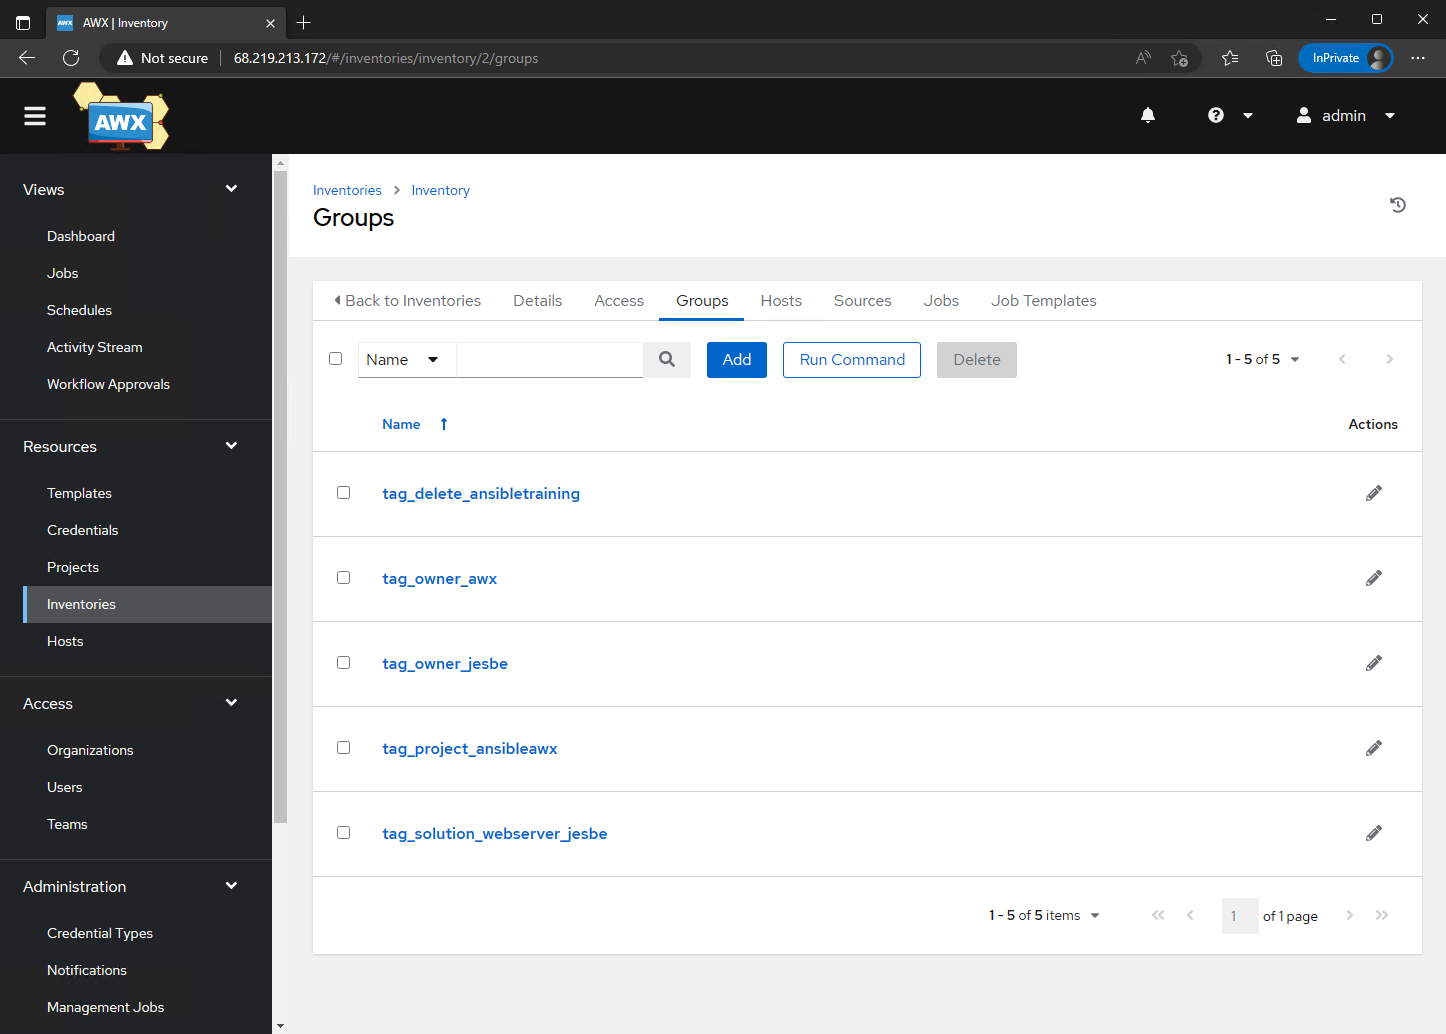 AWX | Inventory
Not secure
68.219.213.172/#/inventories/inventory/2/groups
InPrivate
AWX
admin
Views
Dashboard
Jobs
Schedules
Activity Stream
Workflow Approvals
Resources
Templates
Credentials
Projects
Inventories
Hosts
Access
Organizations
Users
Teams
Administration
Credential Types
Notifications
Management Jobs
Inventories > Inventory
Groups
Back to Inventories Details Access Groups Hosts Sources Jobs Job Templates
Name Add Run Command Delete 1 - 5 of 5
Name Actions
tag_delete_ansibletraining
tag_owner_awx
tag_owner_jesbe
tag_project_ansibleawx
tag_solution_webserver_jesbe
1 - 5 of 5 items 1 of 1 page